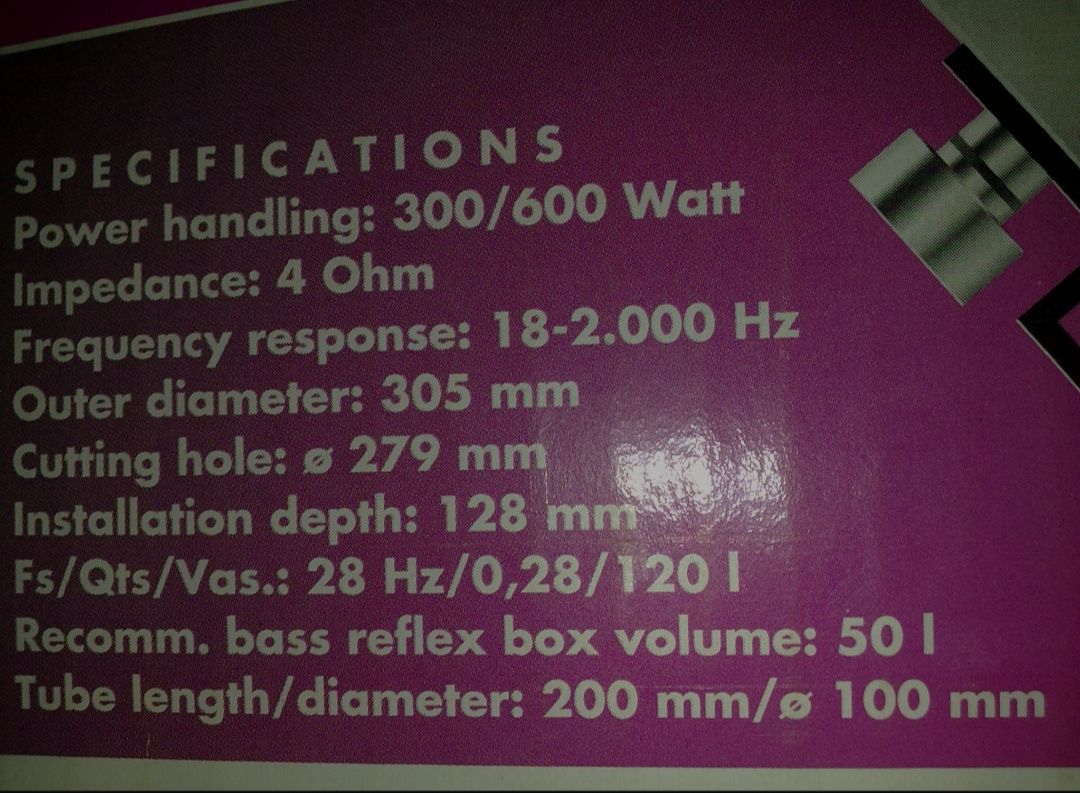 SPECIFICATIONS
Power handling: 300/600 Watt
Impedance: 4 Ohm
Frequency response: 18-2.000 Hz
Outer diameter: 305 mm
Cutting hole: ø 279 mm
Installation depth: 128 mm
Fs/Qts/Vas.: 28 Hz/0,28/120 l
Recomm. bass reflex box volume: 50 l
Tube length/diameter: 200 mm/ø 100 mm